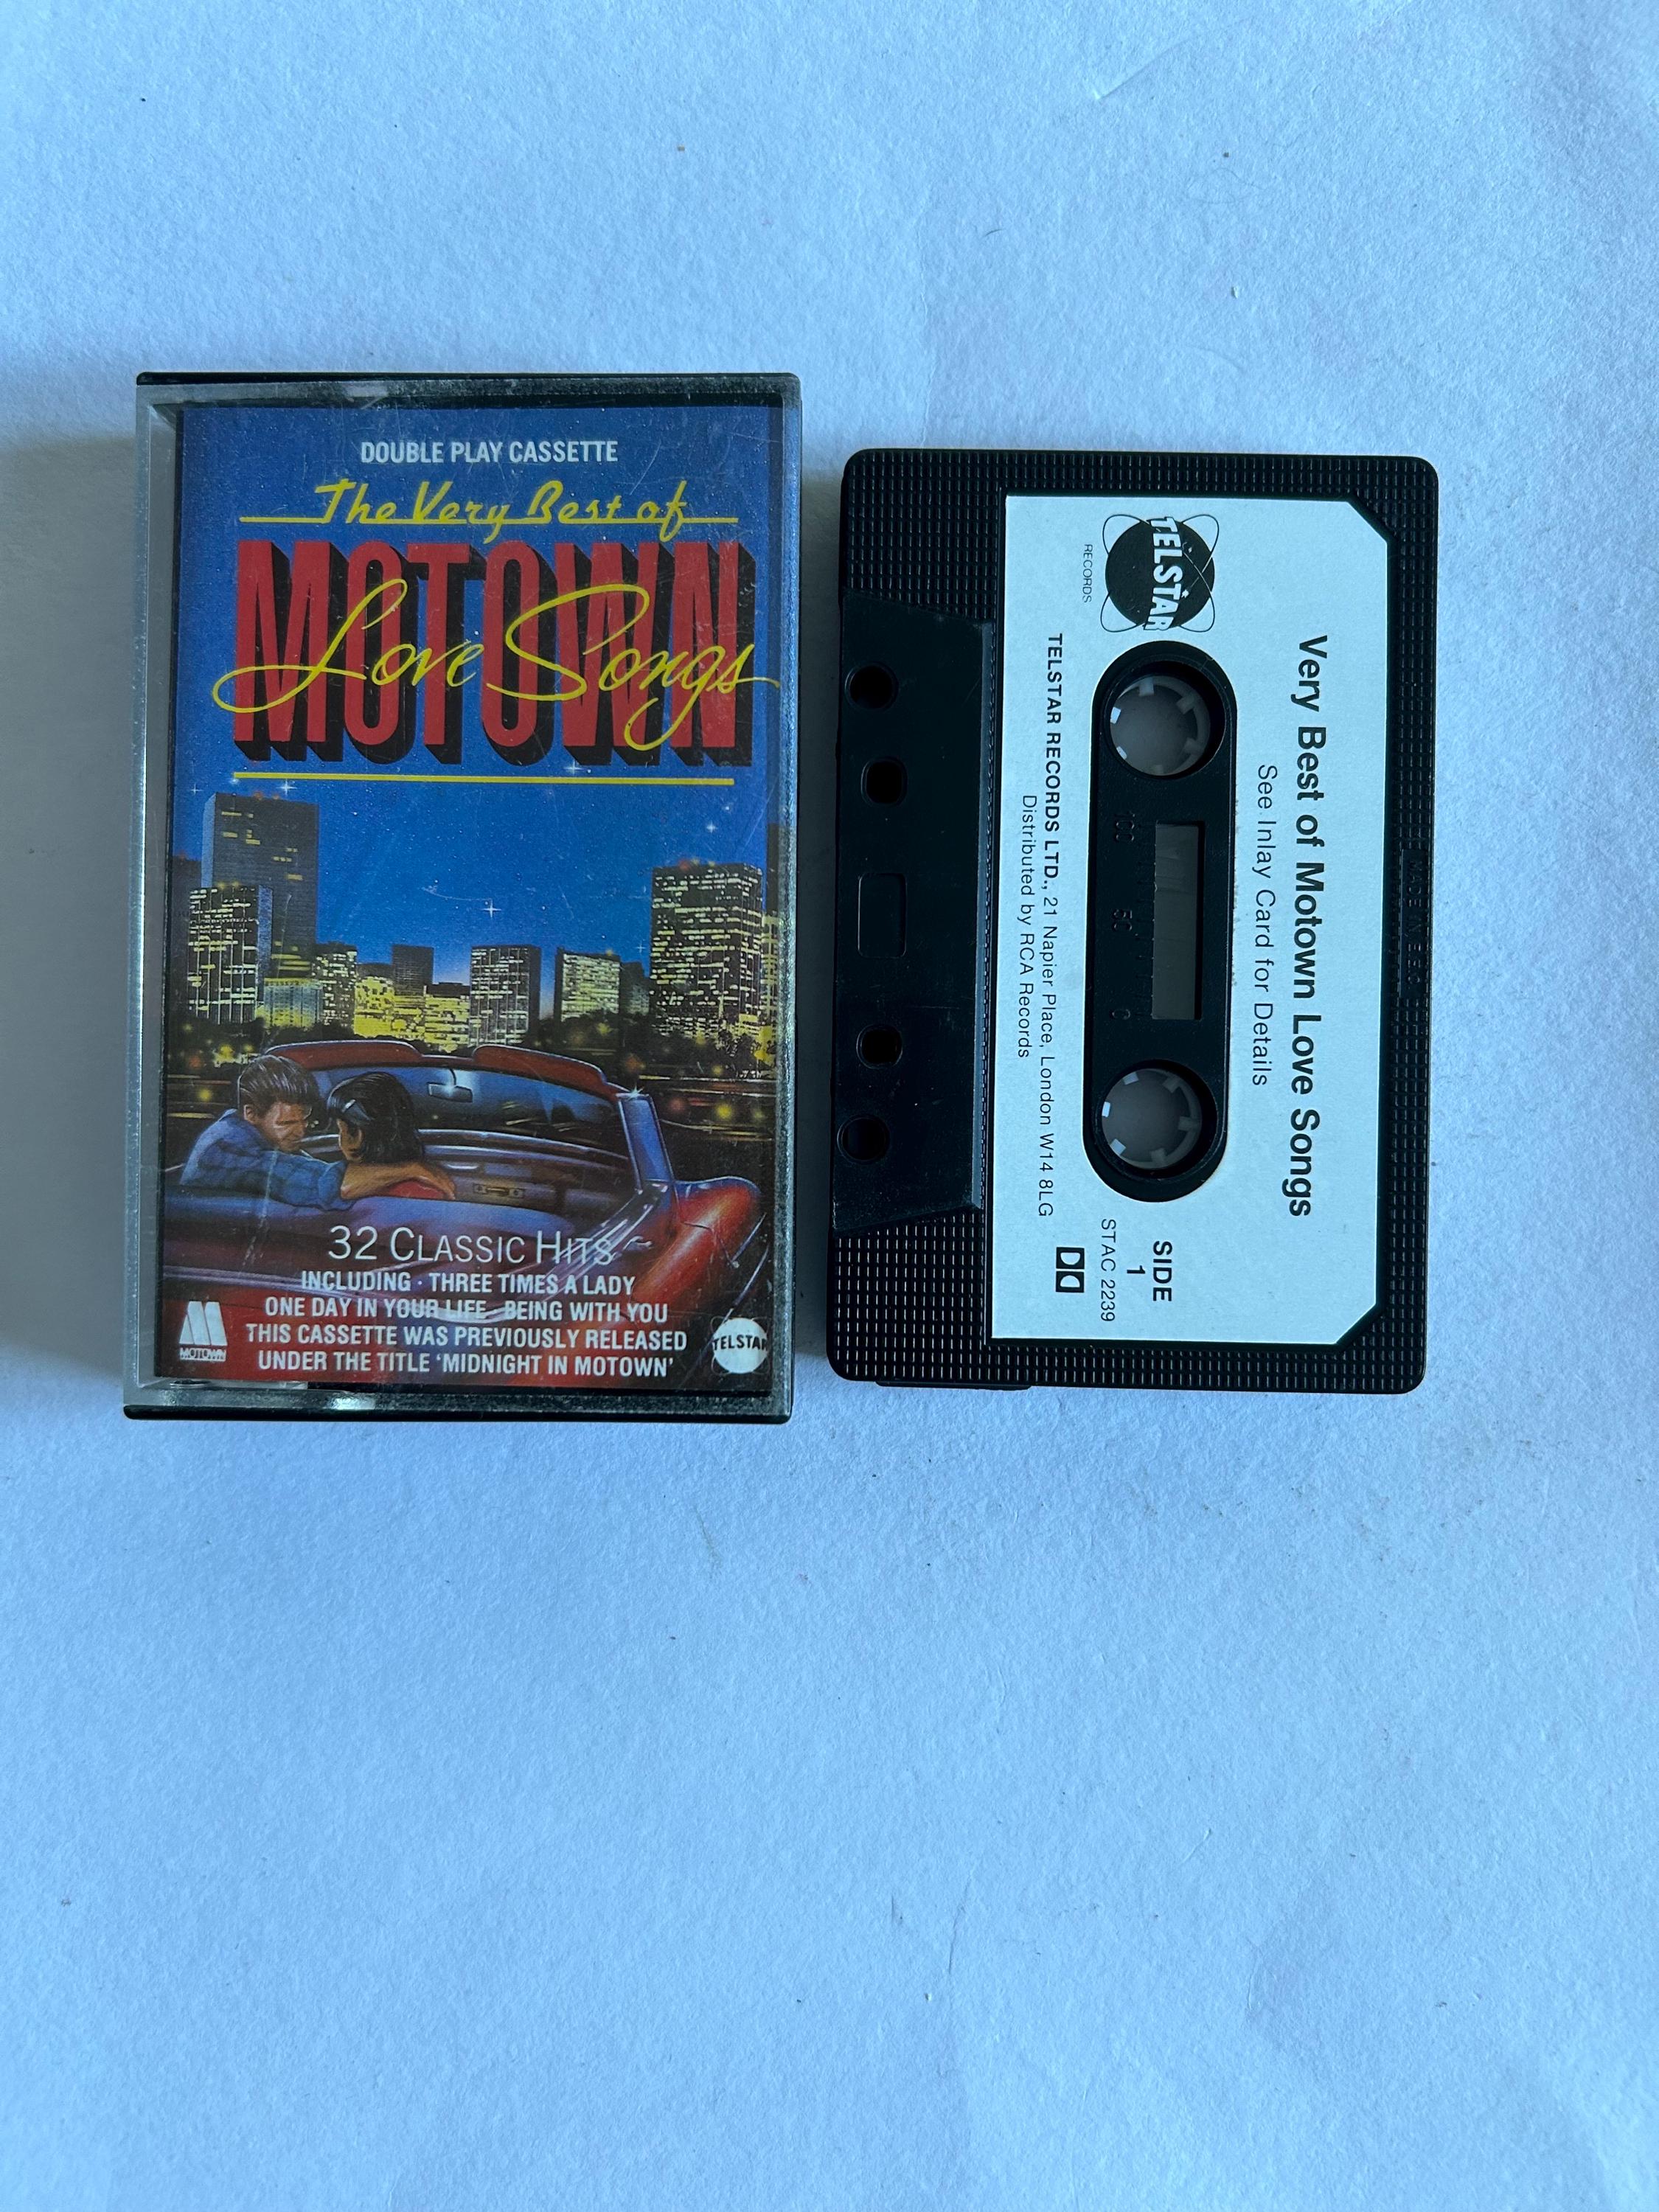 DOUBLE PLAY CASSETTE
The Very Best of
MOTOWN
Love Songs
32 CLASSIC HITS
INCLUDING · THREE TIMES A LADY
ONE DAY IN YOUR LIFE · BEING WITH YOU
THIS CASSETTE WAS PREVIOUSLY RELEASED
UNDER THE TITLE 'MIDNIGHT IN MOTOWN'
MOTOWN
TELSTAR
Very Best of Motown Love Songs
See Inlay Card for Details
TELSTAR
RECORDS
100 50 0
SIDE
1
STAC 2239
TELSTAR RECORDS LTD., 21 Napier Place, London W14 8LG
Distributed by RCA Records